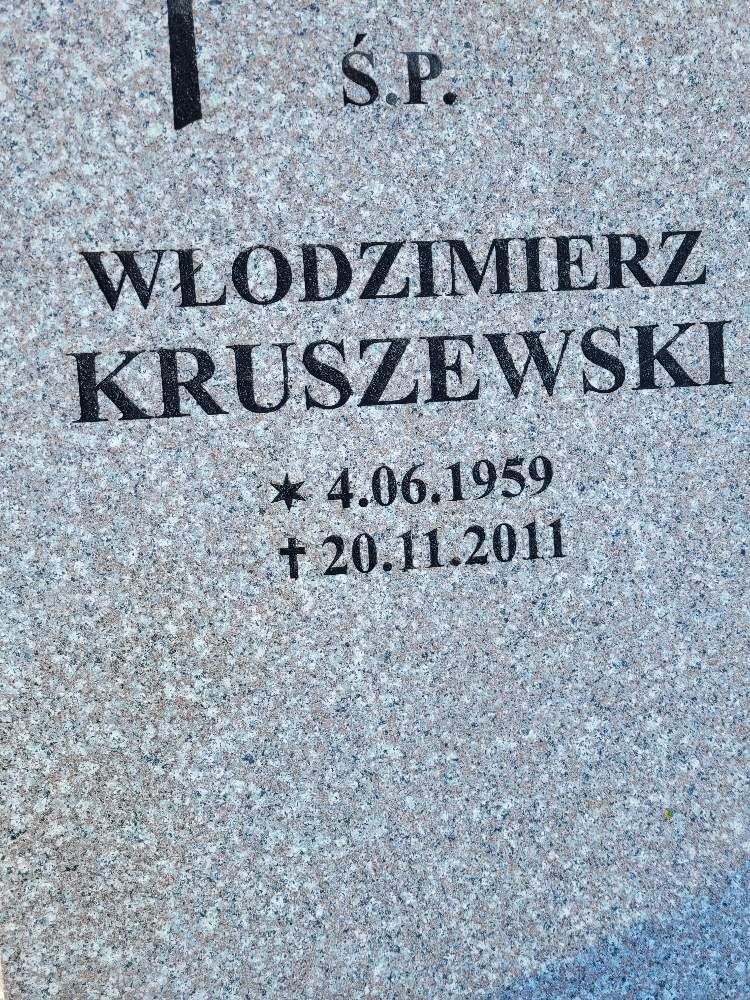 Ś.P.
WŁODZIMIERZ
KRUSZEWSKI
✶ 4.06.1959
✝ 20.11.2011